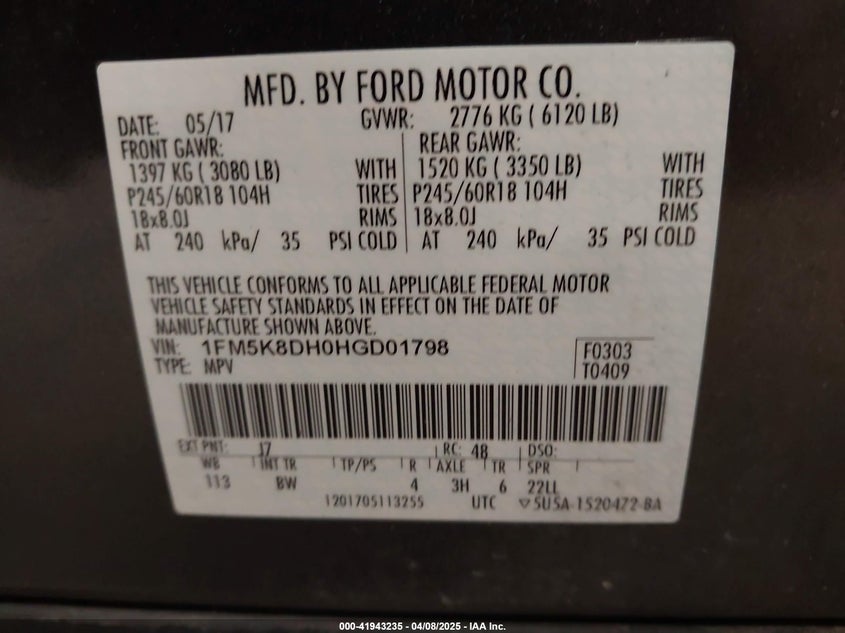 MFD. BY FORD MOTOR CO.
DATE: 05/17 GVWR: 2776 KG ( 6120 LB)
FRONT GAWR: REAR GAWR:
1397 KG ( 3080 LB) WITH 1520 KG ( 3350 LB) WITH
P245/60R18 104H TIRES P245/60R18 104H TIRES
18x8.0J RIMS 18x8.0J RIMS
AT 240 kPa/ 35 PSI COLD AT 240 kPa/ 35 PSI COLD
THIS VEHICLE CONFORMS TO ALL APPLICABLE FEDERAL MOTOR
VEHICLE SAFETY STANDARDS IN EFFECT ON THE DATE OF
MANUFACTURE SHOWN ABOVE.
VIN: 1FM5K8DH0HGD01798 F0303
TYPE: MPV T0409
EXT PNT: J7 RC: 48 DSO:
WB INT TR TP/PS R AXLE TR SPR
113 BW 4 3H 6 22LL
1201705113255 UTC ▽5U5A-1520472-BA
000-41943235 - 04/08/2025 - IAA Inc.